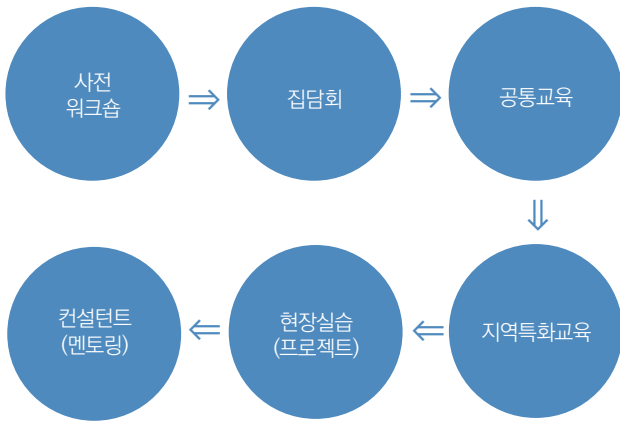 사전
워크숍
⇒
집담회
⇒
공통교육
⇓
지역특화교육
⇐
현장실습
(프로젝트)
⇐
컨설턴트
(멘토링)